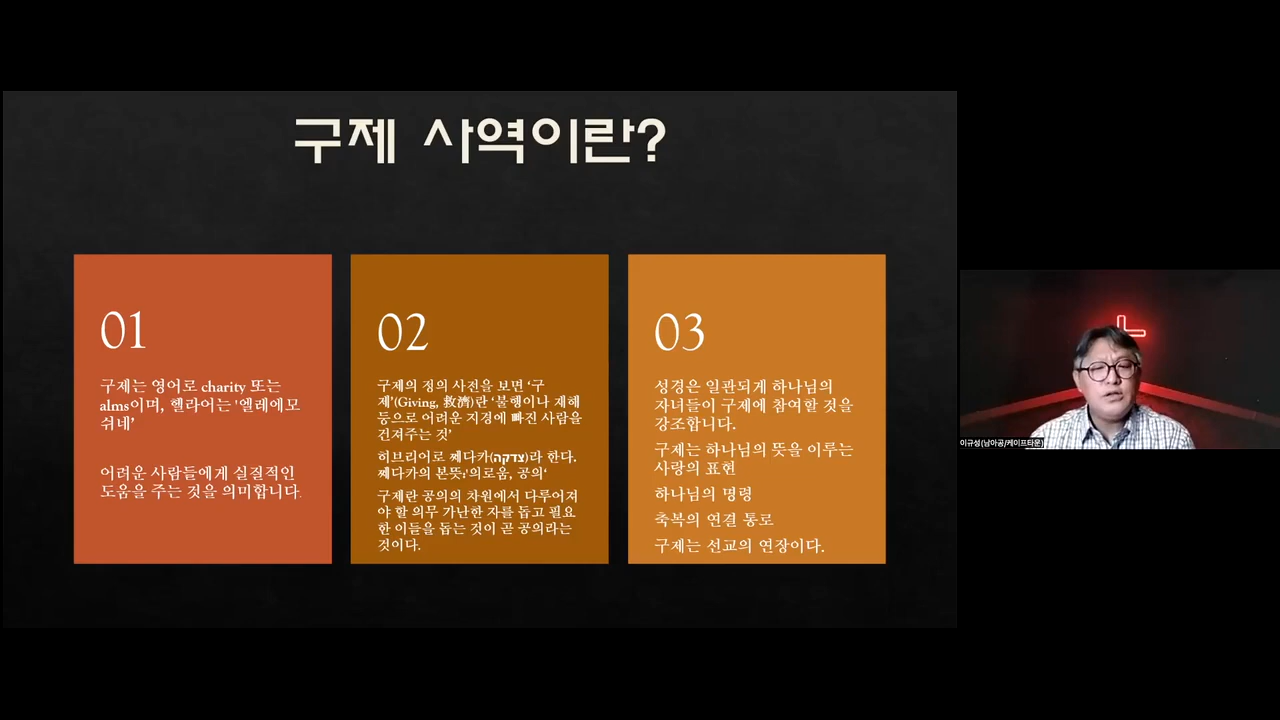 구제 사역이란?
01
구제는 영어로 charity 또는
alms이며, 헬라어는 '엘레에모
쉬네'
어려운 사람들에게 실질적인
도움을 주는 것을 의미합니다.
02
구제의 정의 사전을 보면 '구
제'(Giving, 救濟)란 '불행이나 재해
등으로 어려운 지경에 빠진 사람을
건져주는 것'
히브리어로 쩨다카(צדקה)라 한다.
쩨다카의 본뜻;'의로움, 공의'
구제란 공의의 차원에서 다루어져
야 할 의무 가난한 자를 돕고 필요
한 이들을 돕는 것이 곧 공의라는
것이다.
03
성경은 일관되게 하나님의
자녀들이 구제에 참여할 것을
강조합니다.
구제는 하나님의 뜻을 이루는
사랑의 표현
하나님의 명령
축복의 연결 통로
구제는 선교의 연장이다.
이규성(남아공/케이프타운)